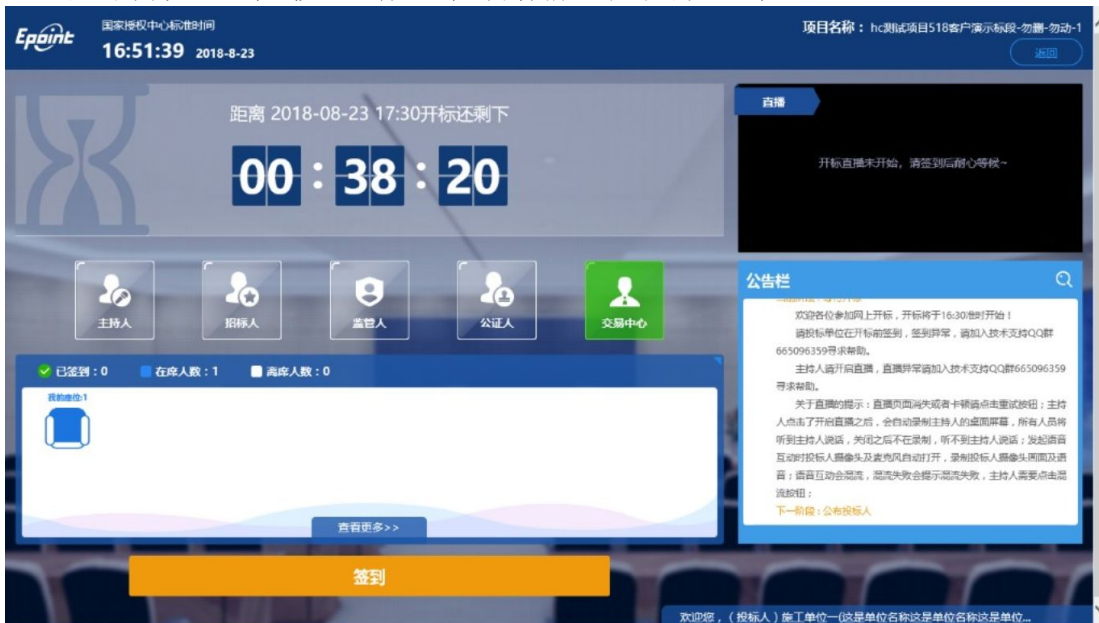 Epoint
国家授权中心标准时间
16:51:39 2018-8-23
项目名称：hc测试项目518客户演示标段-勿删-勿动-1
返回
距离 2018-08-23 17:30开标还剩下
00 : 38 : 20
直播
开标直播未开始，请签到后耐心等候~
主持人
招标人
监管人
公证人
交易中心
公告栏
欢迎各位参加网上开标，开标将于16:30准时开始！
请投标单位在开标前签到，签到异常，请加入技术支持QQ群
665096359寻求帮助。
主持人请开启直播，直播异常请加入技术支持QQ群665096359
寻求帮助。
关于直播的提示：直播页面消失或者卡顿请点击重试按钮；主持
人点击了开启直播之后，会自动录制主持人的桌面屏幕，所有人员将
听到主持人说话，关闭之后不在录制，听不到主持人说话；发起语音
互动时投标人摄像头及麦克风自动打开，录制投标人摄像头画面及语
音；语音互动会混流，混流失败会提示混流失败，主持人需要点击混
流按钮；
下一阶段：公布投标人
已签到：0 在席人数：1 离席人数：0
我的座位:1
查看更多>>
签到
欢迎您，（投标人）施工单位一(这是单位名称这是单位名称这是单位...